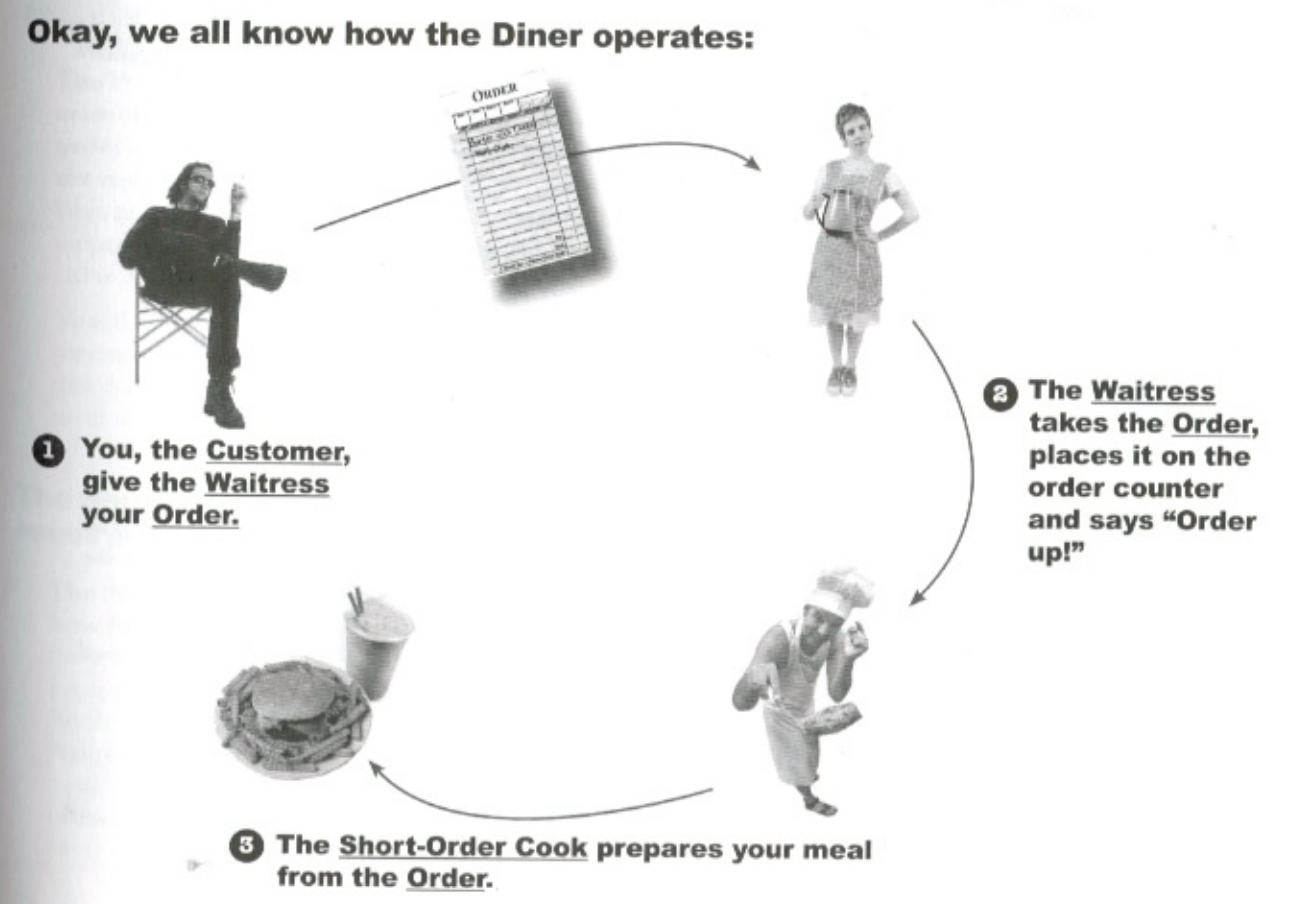 Okay, we all know how the Diner operates:
ORDER
1 You, the Customer,
give the Waitress
your Order.
2 The Waitress
takes the Order,
places it on the
order counter
and says “Order
up!”
3 The Short-Order Cook prepares your meal
from the Order.